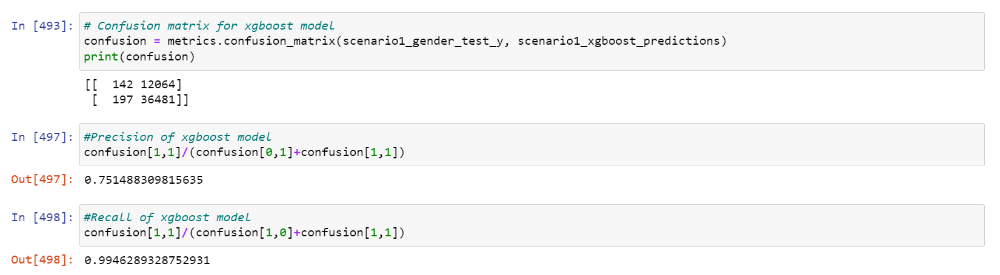 In [493]: # Confusion matrix for xgboost model
confusion = metrics.confusion_matrix(scenario1_gender_test_y, scenario1_xgboost_predictions)
print(confusion)
[[  142 12064]
 [  197 36481]]
In [497]: #Precision of xgboost model
confusion[1,1]/(confusion[0,1]+confusion[1,1])
Out[497]: 0.751488309815635
In [498]: #Recall of xgboost model
confusion[1,1]/(confusion[1,0]+confusion[1,1])
Out[498]: 0.9946289328752931